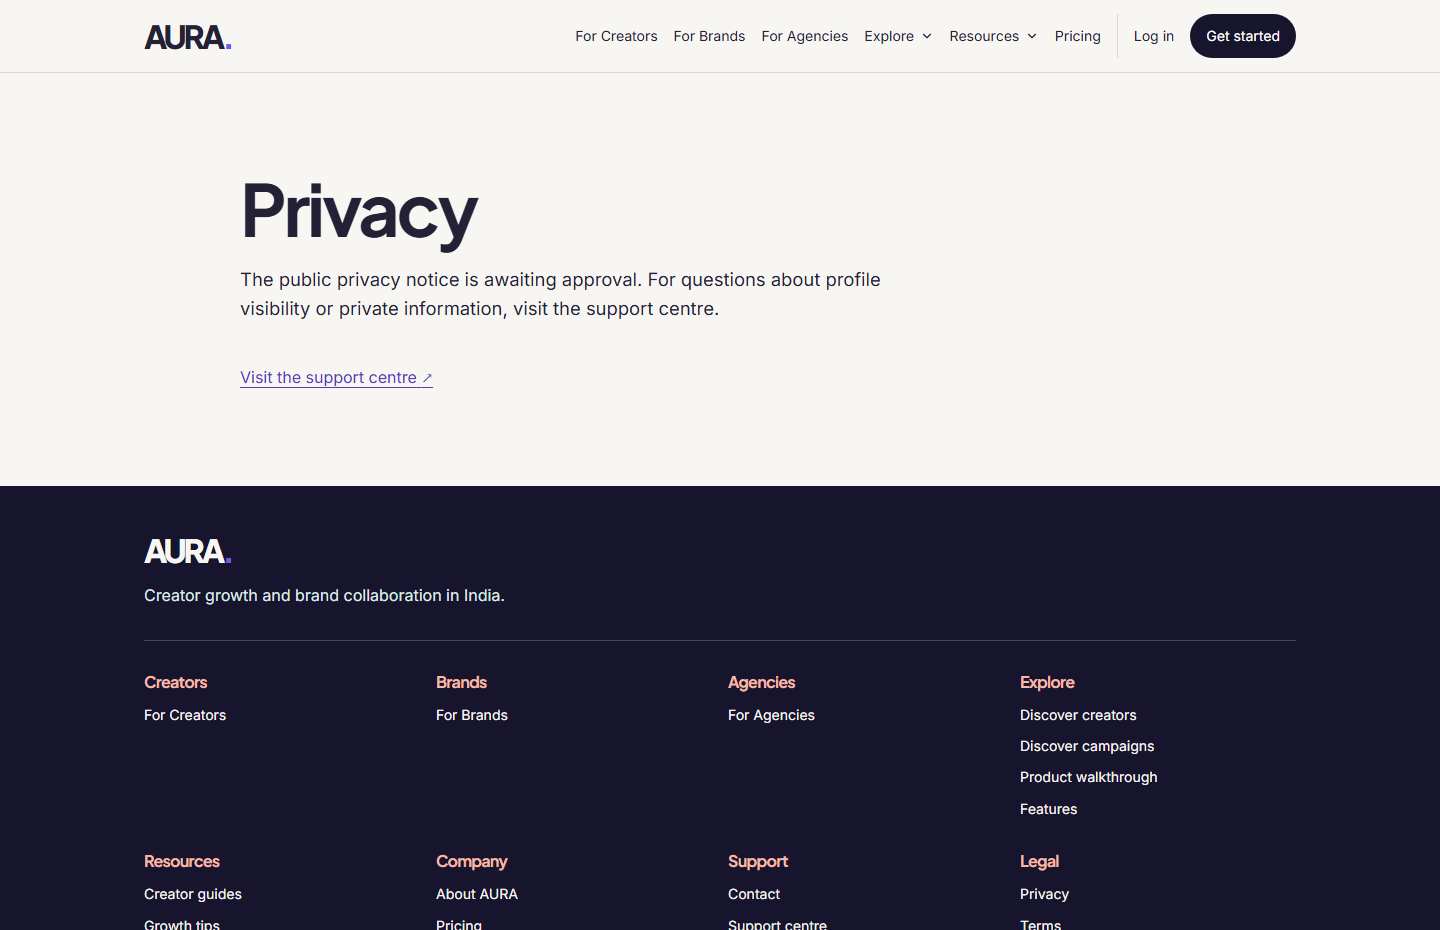 AURA.
For Creators
For Brands
For Agencies
Explore
Resources
Pricing
Log in
Get started
Privacy
The public privacy notice is awaiting approval. For questions about profile
visibility or private information, visit the support centre.
Visit the support centre ↗
AURA.
Creator growth and brand collaboration in India.
Creators
For Creators
Brands
For Brands
Agencies
For Agencies
Explore
Discover creators
Discover campaigns
Product walkthrough
Features
Resources
Creator guides
Growth tips
Company
About AURA
Pricing
Support
Contact
Support centre
Legal
Privacy
Terms